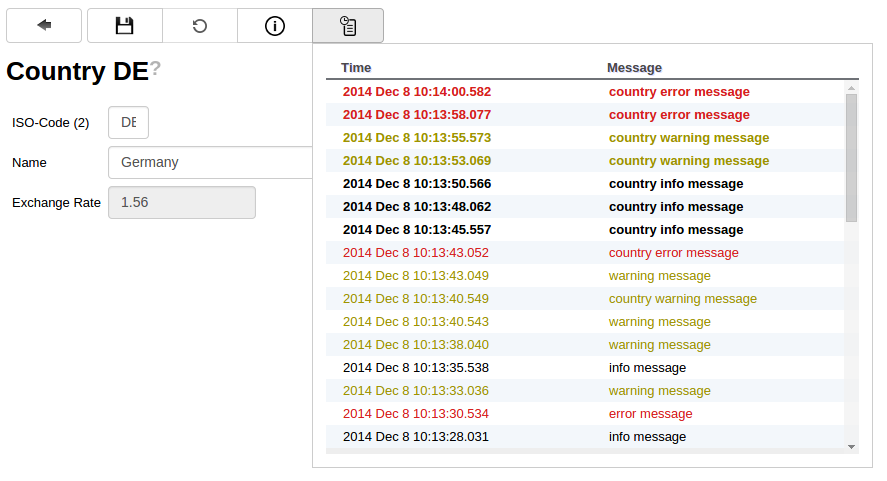 Country DE?
ISO-Code (2) DE
Name Germany
Exchange Rate 1.56
Time Message
2014 Dec 8 10:14:00.582 country error message
2014 Dec 8 10:13:58.077 country error message
2014 Dec 8 10:13:55.573 country warning message
2014 Dec 8 10:13:53.069 country warning message
2014 Dec 8 10:13:50.566 country info message
2014 Dec 8 10:13:48.062 country info message
2014 Dec 8 10:13:45.557 country info message
2014 Dec 8 10:13:43.052 country error message
2014 Dec 8 10:13:43.049 warning message
2014 Dec 8 10:13:40.549 country warning message
2014 Dec 8 10:13:40.543 warning message
2014 Dec 8 10:13:38.040 warning message
2014 Dec 8 10:13:35.538 info message
2014 Dec 8 10:13:33.036 warning message
2014 Dec 8 10:13:30.534 error message
2014 Dec 8 10:13:28.031 info message